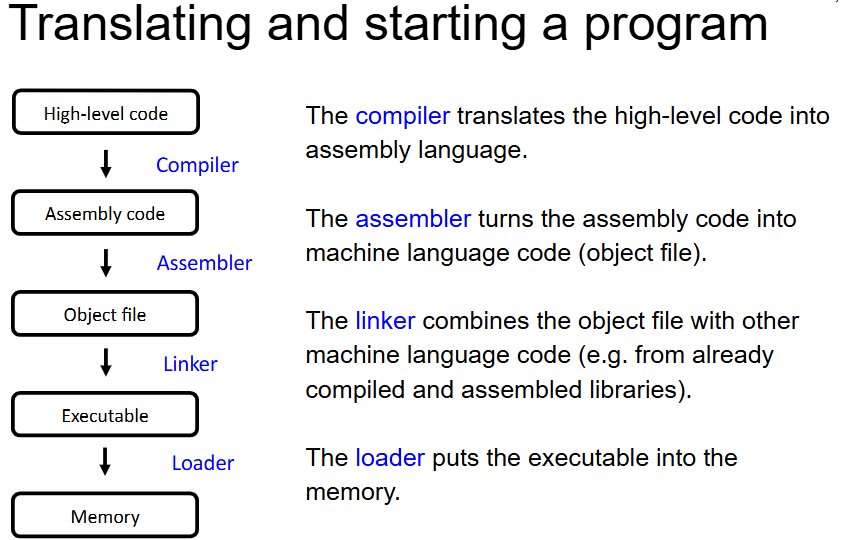 Translating and starting a program
High-level code
Compiler
Assembly code
Assembler
Object file
Linker
Executable
Loader
Memory
The compiler translates the high-level code into
assembly language.
The assembler turns the assembly code into
machine language code (object file).
The linker combines the object file with other
machine language code (e.g. from already
compiled and assembled libraries).
The loader puts the executable into the
memory.